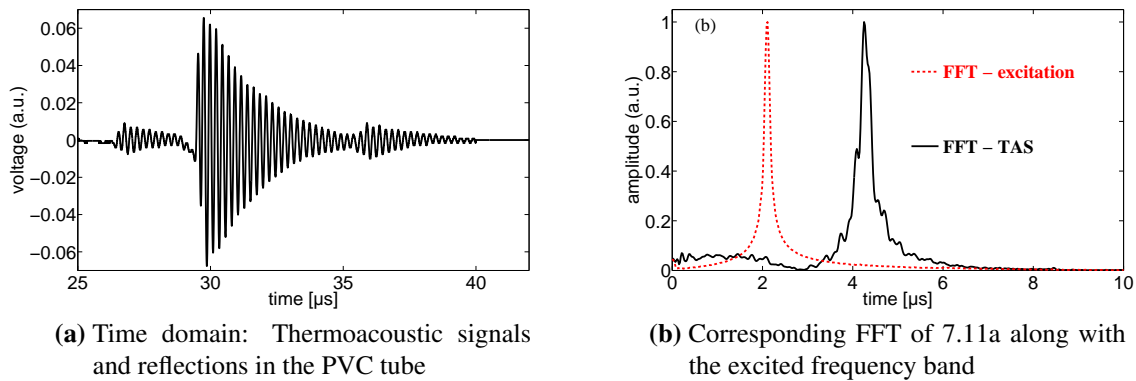 0.06
0.04
0.02
0
-0.02
-0.04
-0.06
voltage (a.u.)
25 30 35 40
time [µs]
(a) Time domain: Thermoacoustic signals
and reflections in the PVC tube
(b)
1
0.8
0.6
0.4
0.2
amplitude (a.u.)
FFT – excitation
FFT – TAS
0 2 4 6 8 10
time [µs]
(b) Corresponding FFT of 7.11a along with
the excited frequency band